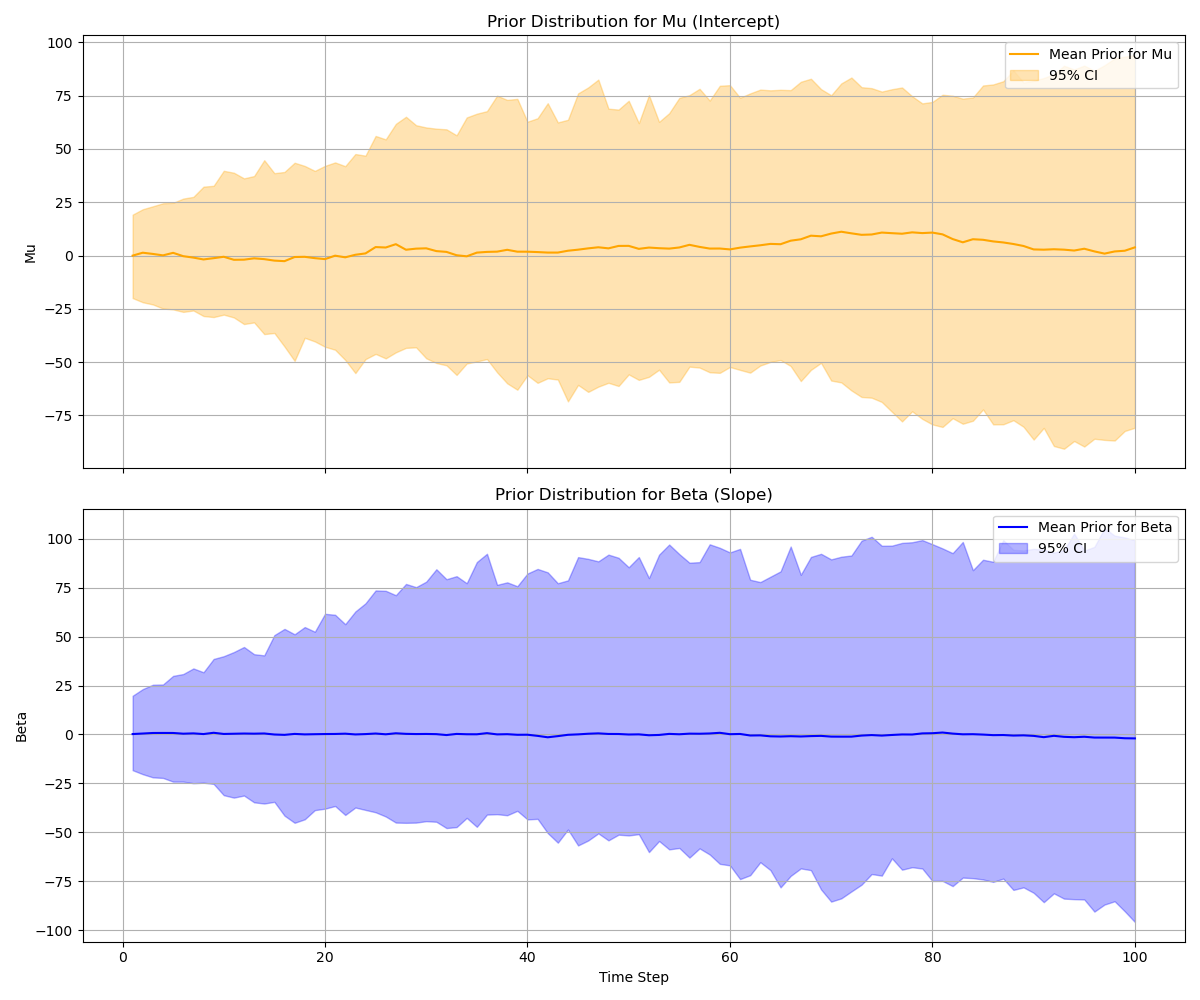 Prior Distribution for Mu (Intercept)
100
75
50
25
0
−25
−50
−75
Mu
Mean Prior for Mu
95% CI
Prior Distribution for Beta (Slope)
100
75
50
25
0
−25
−50
−75
−100
Beta
Mean Prior for Beta
95% CI
0 20 40 60 80 100
Time Step